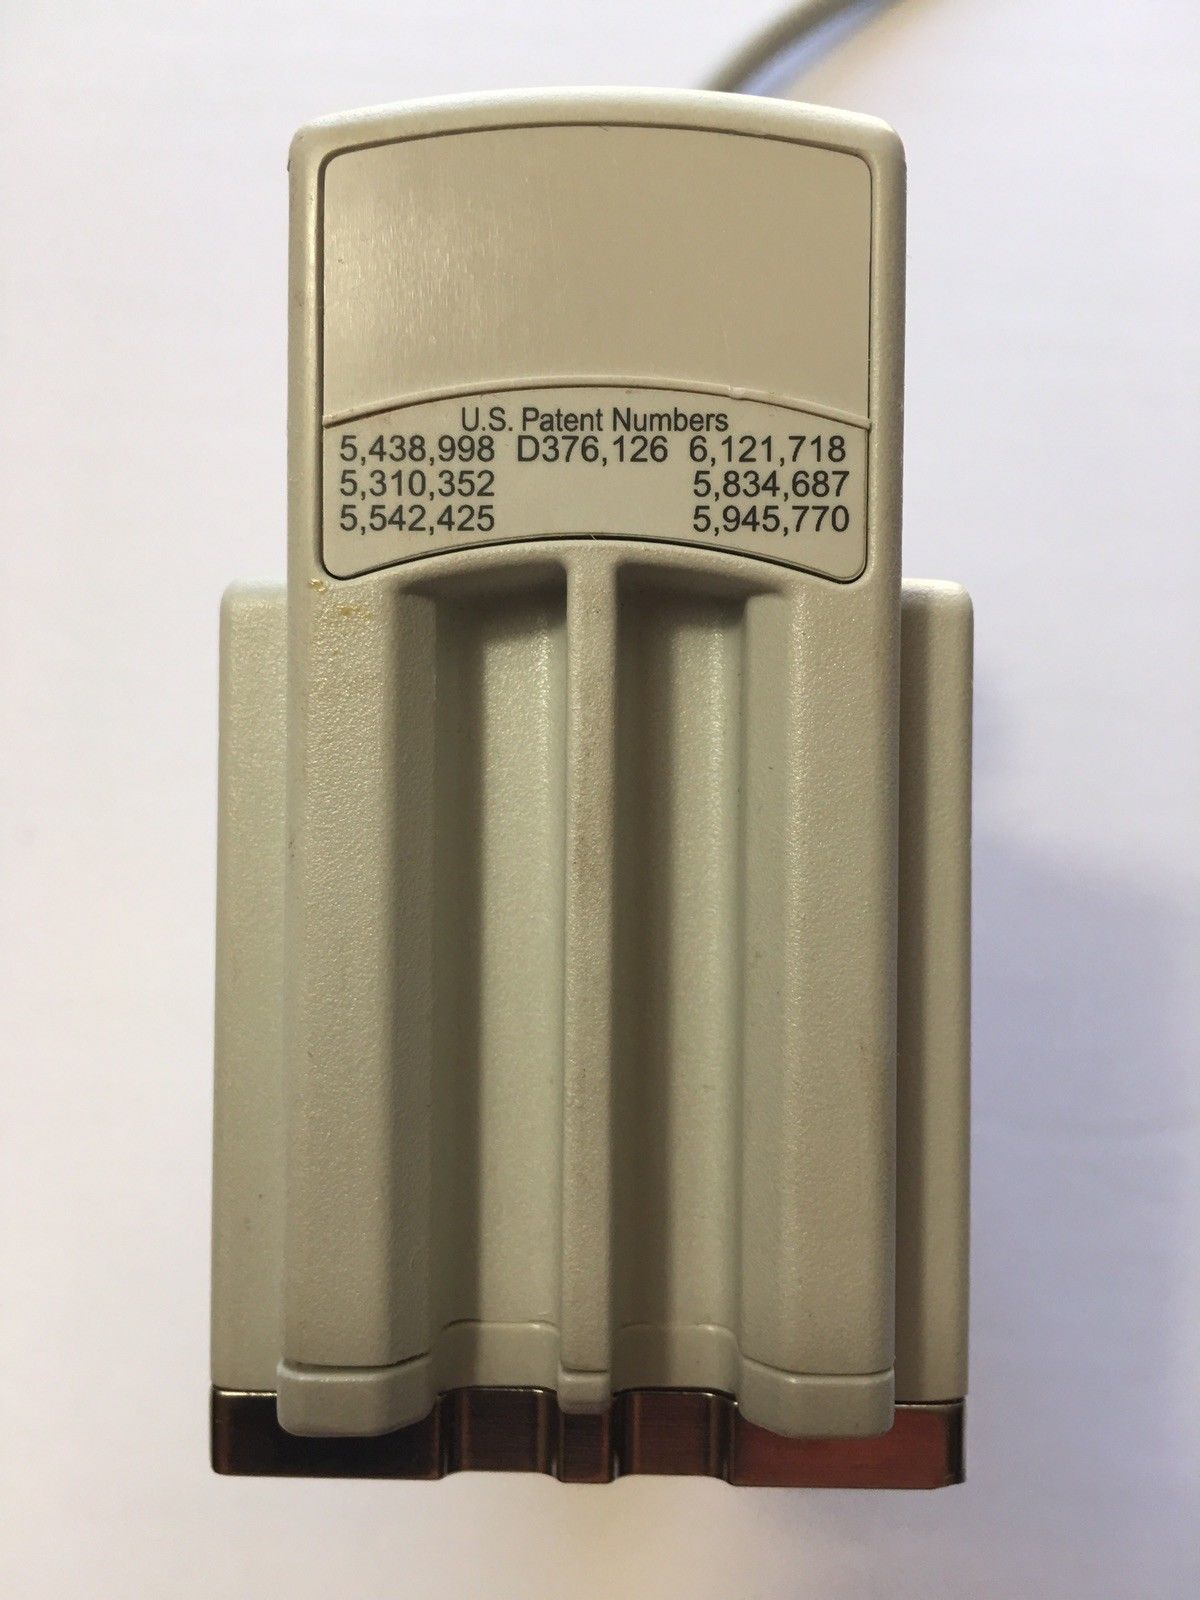 U.S. Patent Numbers
5,438,998 D376,126 6,121,718
5,310,352 5,834,687
5,542,425 5,945,770